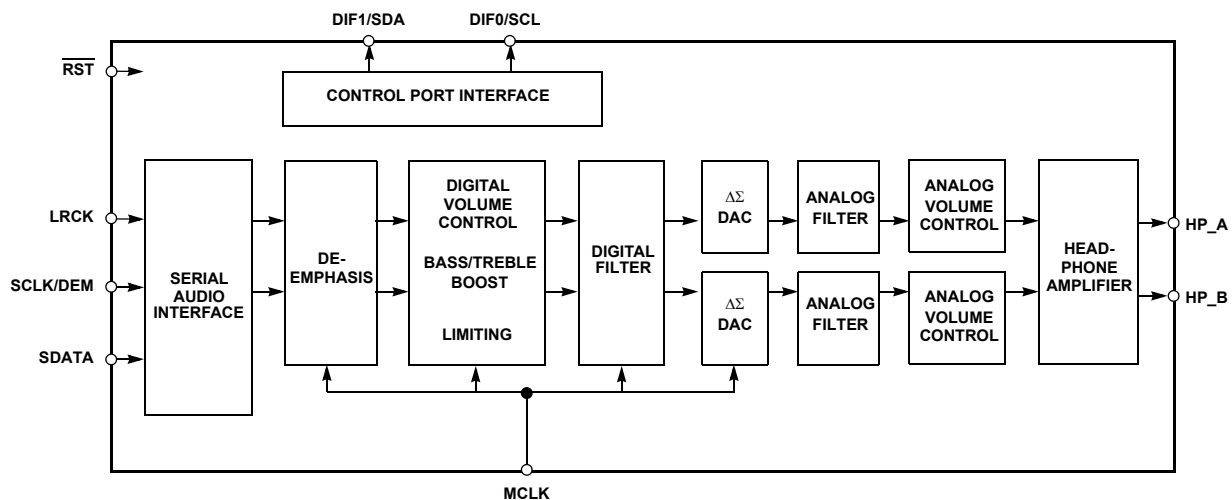 DIF1/SDA
DIF0/SCL
RST
CONTROL PORT INTERFACE
LRCK
SCLK/DEM
SDATA
SERIAL
AUDIO
INTERFACE
DE-
EMPHASIS
DIGITAL
VOLUME
CONTROL
BASS/TREBLE
BOOST
LIMITING
DIGITAL
FILTER
ΔΣ
DAC
ANALOG
FILTER
ANALOG
VOLUME
CONTROL
ΔΣ
DAC
ANALOG
FILTER
ANALOG
VOLUME
CONTROL
HEAD-
PHONE
AMPLIFIER
HP_A
HP_B
MCLK